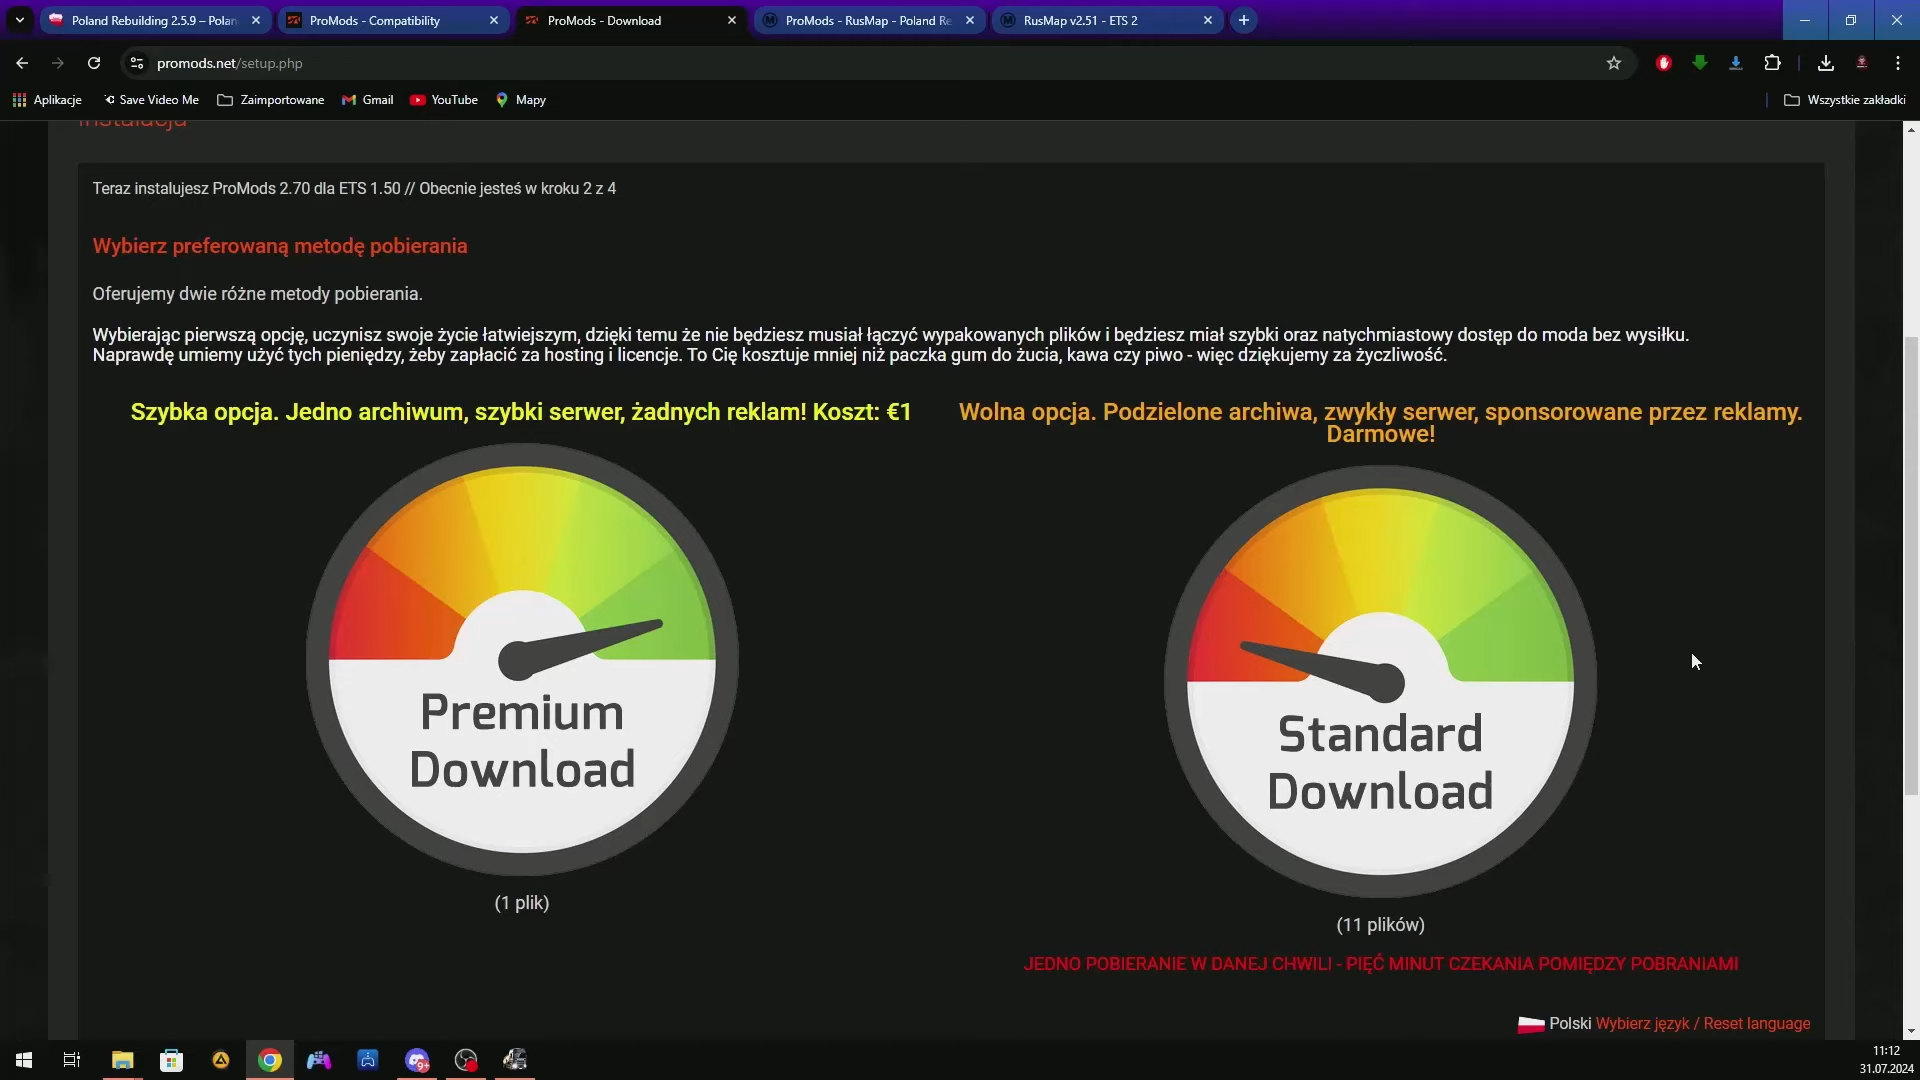 Poland Rebuilding 2.5.9 – Polan
ProMods - Compatibility
ProMods - Download
ProMods - RusMap - Poland Re
RusMap v2.51 - ETS 2
promods.net/setup.php
Aplikacje
Save Video Me
Zaimportowane
Gmail
YouTube
Mapy
Wszystkie zakładki
Instalacja
Teraz instalujesz ProMods 2.70 dla ETS 1.50 // Obecnie jesteś w kroku 2 z 4
Wybierz preferowaną metodę pobierania
Oferujemy dwie różne metody pobierania.
Wybierając pierwszą opcję, uczynisz swoje życie łatwiejszym, dzięki temu że nie będziesz musiał łączyć wypakowanych plików i będziesz miał szybki oraz natychmiastowy dostęp do moda bez wysiłku.
Naprawdę umiemy użyć tych pieniędzy, żeby zapłacić za hosting i licencje. To Cię kosztuje mniej niż paczka gum do żucia, kawa czy piwo - więc dziękujemy za życzliwość.
Szybka opcja. Jedno archiwum, szybki serwer, żadnych reklam! Koszt: €1
Premium
Download
(1 plik)
Wolna opcja. Podzielone archiwa, zwykły serwer, sponsorowane przez reklamy.
Darmowe!
Standard
Download
(11 plików)
JEDNO POBIERANIE W DANEJ CHWILI - PIĘĆ MINUT CZEKANIA POMIĘDZY POBRANIAMI
Polski Wybierz język / Reset language
9+
11:12
31.07.2024